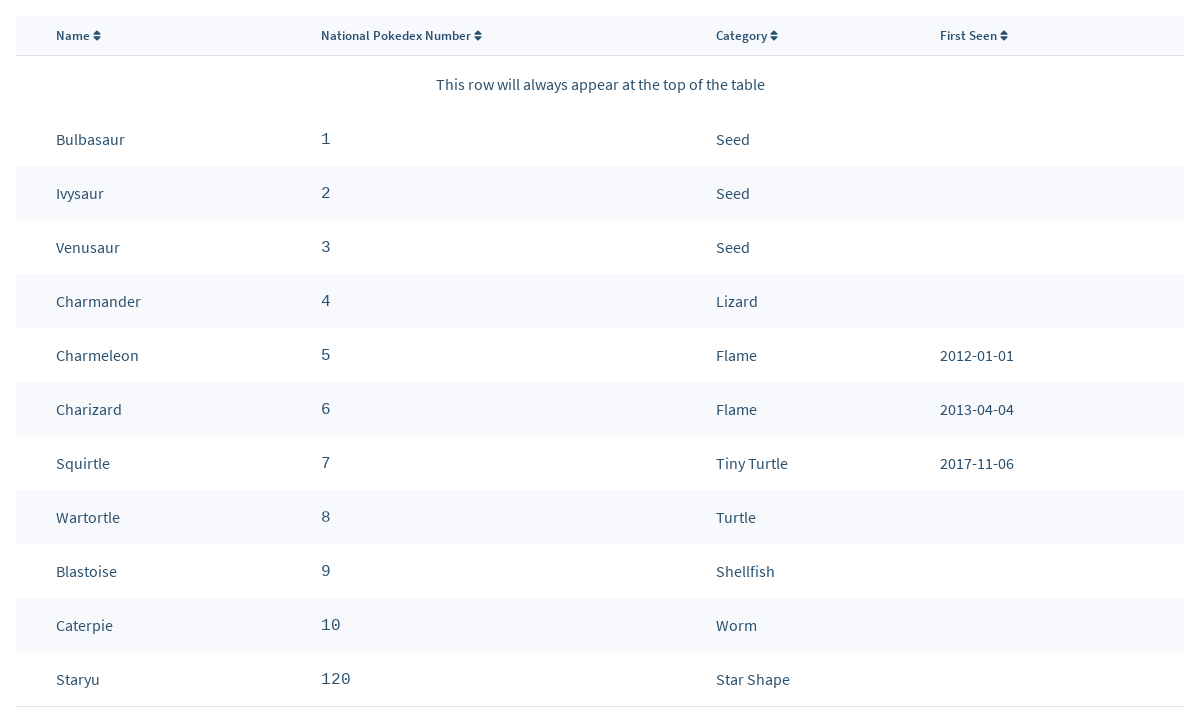 Name National Pokedex Number Category First Seen
This row will always appear at the top of the table
Bulbasaur 1 Seed
Ivysaur 2 Seed
Venusaur 3 Seed
Charmander 4 Lizard
Charmeleon 5 Flame 2012-01-01
Charizard 6 Flame 2013-04-04
Squirtle 7 Tiny Turtle 2017-11-06
Wartortle 8 Turtle
Blastoise 9 Shellfish
Caterpie 10 Worm
Staryu 120 Star Shape